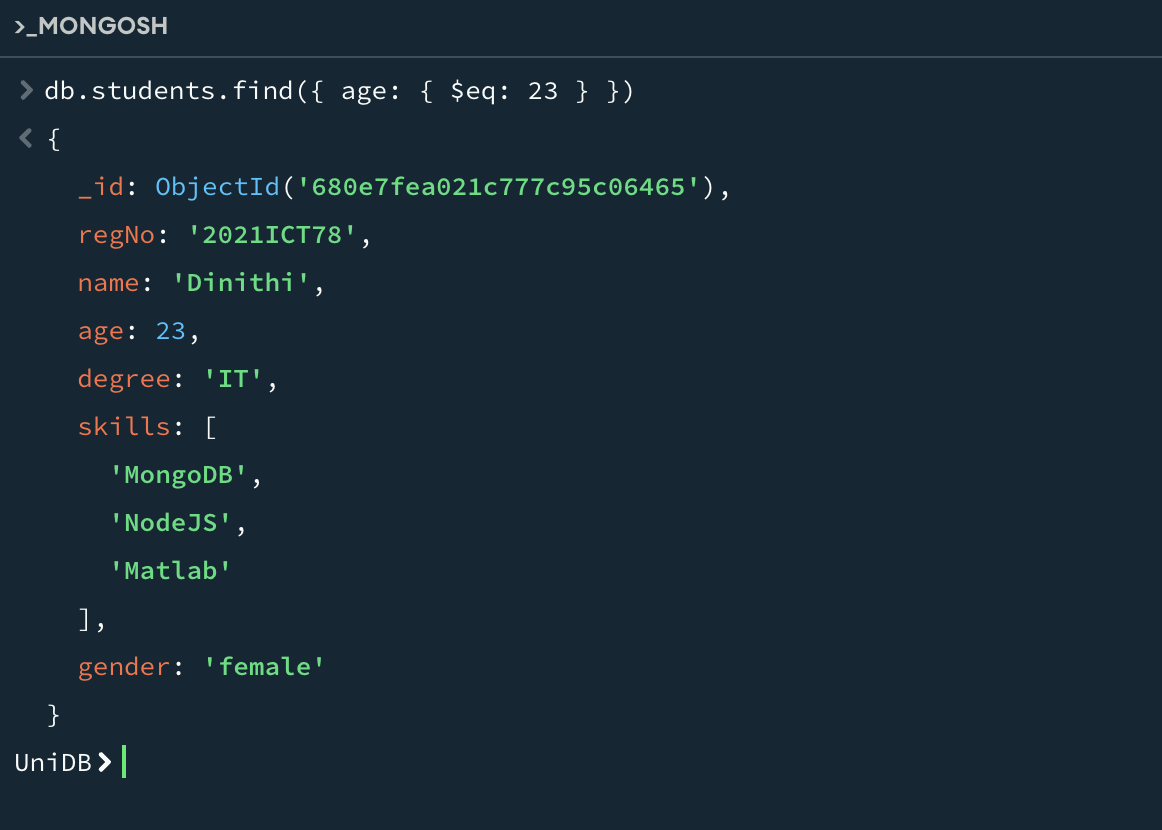 >_MONGOSH
> db.students.find({ age: { $eq: 23 } })
< {
_id: ObjectId('680e7fea021c777c95c06465'),
regNo: '2021ICT78',
name: 'Dinithi',
age: 23,
degree: 'IT',
skills: [
'MongoDB',
'NodeJS',
'Matlab'
],
gender: 'female'
}
UniDB>